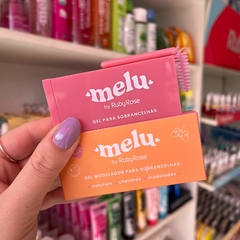 melu
by RubyRose
GEL PARA SOBRANCELHAS
melu
by RubyRose
GEL MODELADOR PARA SOBRANCELHAS